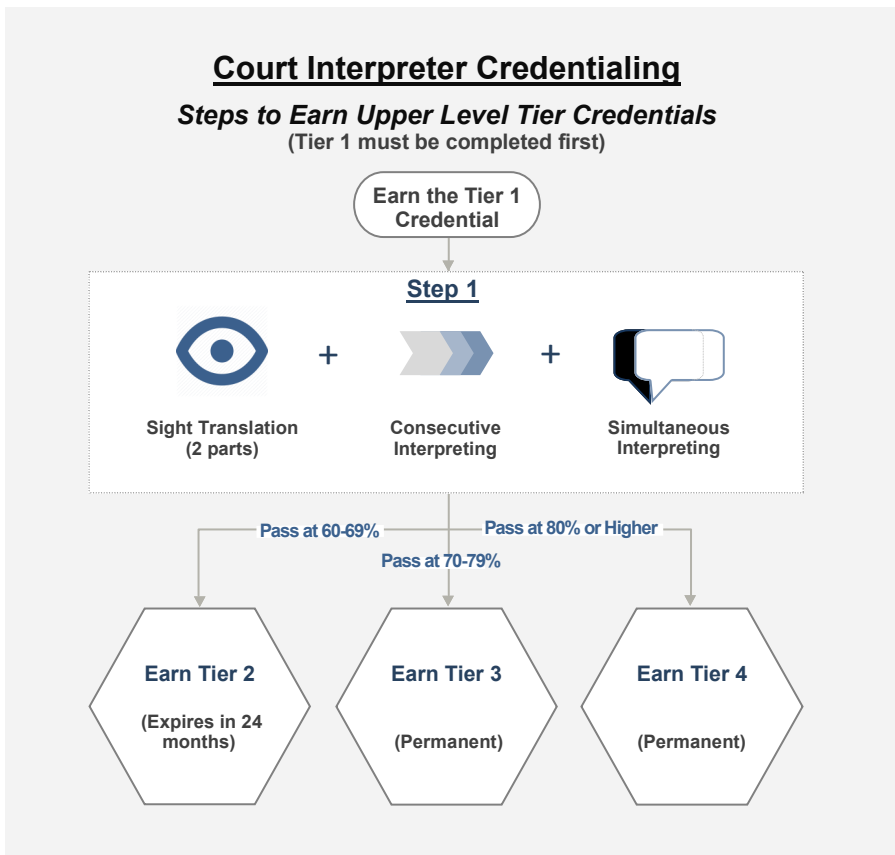 Court Interpreter Credentialing
Steps to Earn Upper Level Tier Credentials
(Tier 1 must be completed first)
Earn the Tier 1
Credential
Step 1
+
+
Sight Translation
(2 parts)
Consecutive
Interpreting
Simultaneous
Interpreting
Pass at 60-69%
Pass at 80% or Higher
Pass at 70-79%
Earn Tier 2
(Expires in 24
months)
Earn Tier 3
(Permanent)
Earn Tier 4
(Permanent)